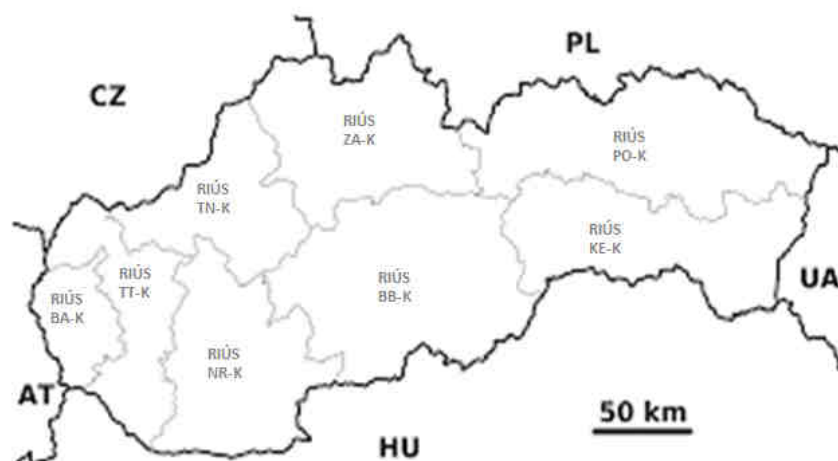 PL
CZ
RIÚS
ZA-K
RIÚS
PO-K
RIÚS
TN-K
RIÚS
KE-K
RIÚS
TT-K
RIÚS
BB-K
UA
RIÚS
BA-K
RIÚS
NR-K
AT
50 km
HU